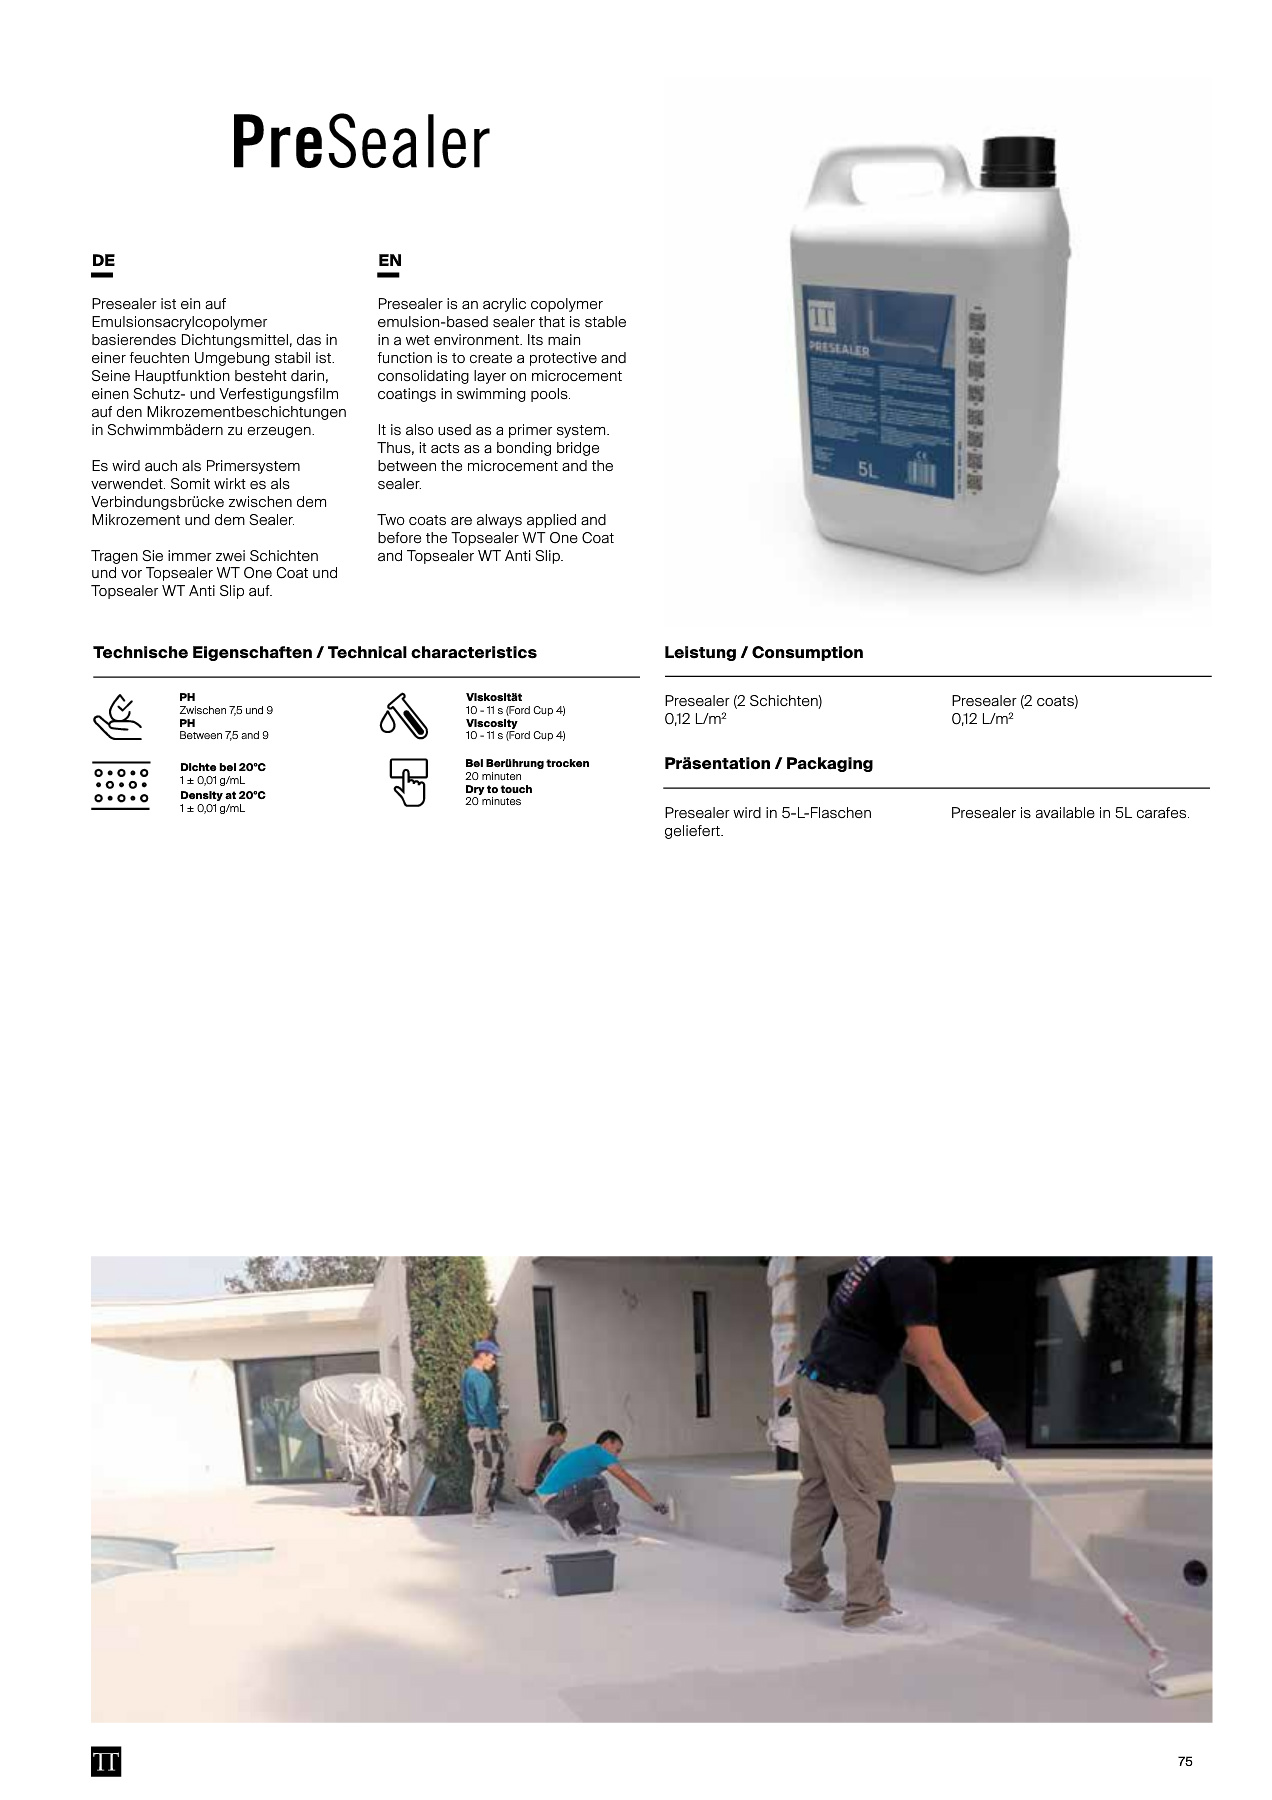 PreSealer
DE
Presealer ist ein auf
Emulsionsacrylcopolymer
basierendes Dichtungsmittel, das in
einer feuchten Umgebung stabil ist.
Seine Hauptfunktion besteht darin,
einen Schutz- und Verfestigungsfilm
auf den Mikrozementbeschichtungen
in Schwimmbädern zu erzeugen.
Es wird auch als Primersystem
verwendet. Somit wirkt es als
Verbindungsbrücke zwischen dem
Mikrozement und dem Sealer.
Tragen Sie immer zwei Schichten
und vor Topsealer WT One Coat und
Topsealer WT Anti Slip auf.
EN
Presealer is an acrylic copolymer
emulsion-based sealer that is stable
in a wet environment. Its main
function is to create a protective and
consolidating layer on microcement
coatings in swimming pools.
It is also used as a primer system.
Thus, it acts as a bonding bridge
between the microcement and the
sealer.
Two coats are always applied and
before the Topsealer WT One Coat
and Topsealer WT Anti Slip.
TT
PRESEALER
5L
CE
Technische Eigenschaften / Technical characteristics
PH
Zwischen 7,5 und 9
PH
Between 7,5 and 9
Viskosität
10 - 11 s (Ford Cup 4)
Viscosity
10 - 11 s (Ford Cup 4)
Dichte bei 20°C
1 ± 0,01 g/mL
Density at 20°C
1 ± 0,01 g/mL
Bei Berührung trocken
20 minuten
Dry to touch
20 minutes
Leistung / Consumption
Presealer (2 Schichten)
0,12 L/m²
Presealer (2 coats)
0,12 L/m²
Präsentation / Packaging
Presealer wird in 5-L-Flaschen
geliefert.
Presealer is available in 5L carafes.
TT
75